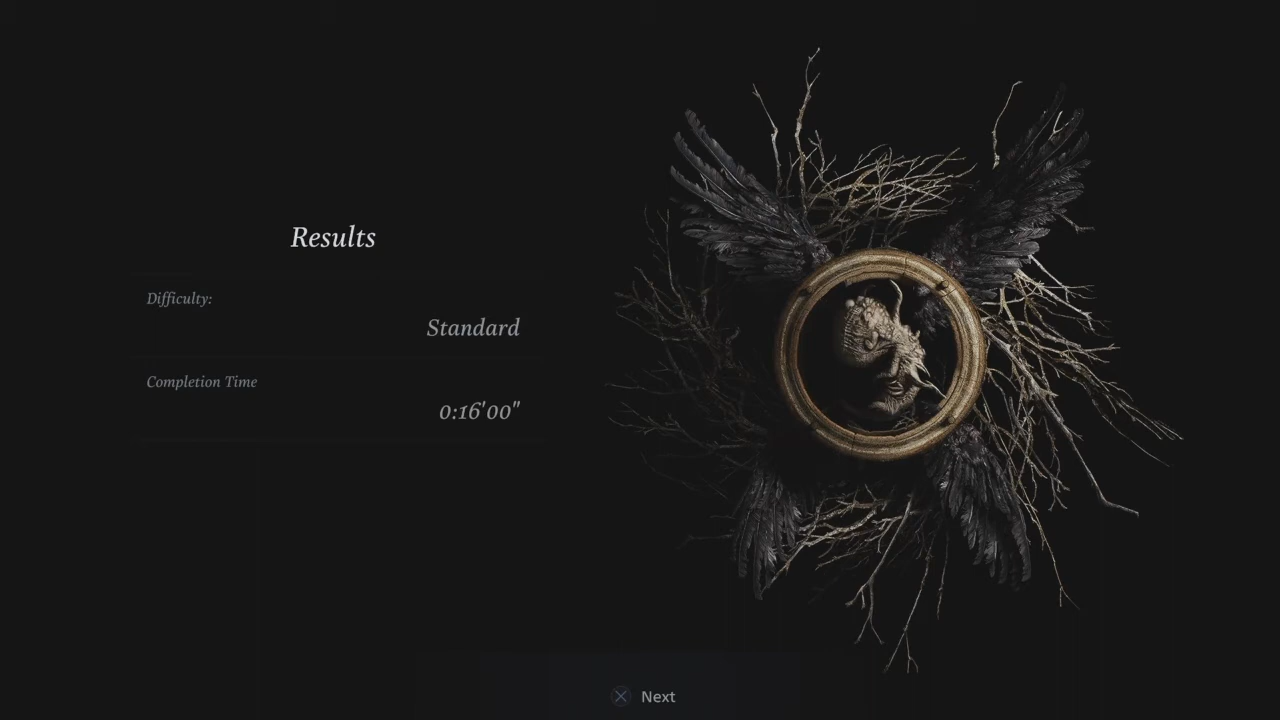 Results
Difficulty:
Standard
Completion Time
0:16'00"
Next